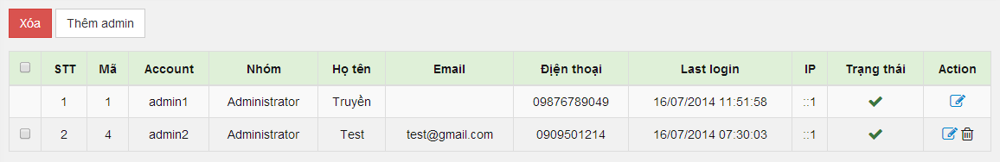 Xóa Thêm admin
STT Mã Account Nhóm Họ tên Email Điện thoại Last login IP Trạng thái Action
1 1 admin1 Administrator Truyền 09876789049 16/07/2014 11:51:58 ::1
2 4 admin2 Administrator Test test@gmail.com 0909501214 16/07/2014 07:30:03 ::1